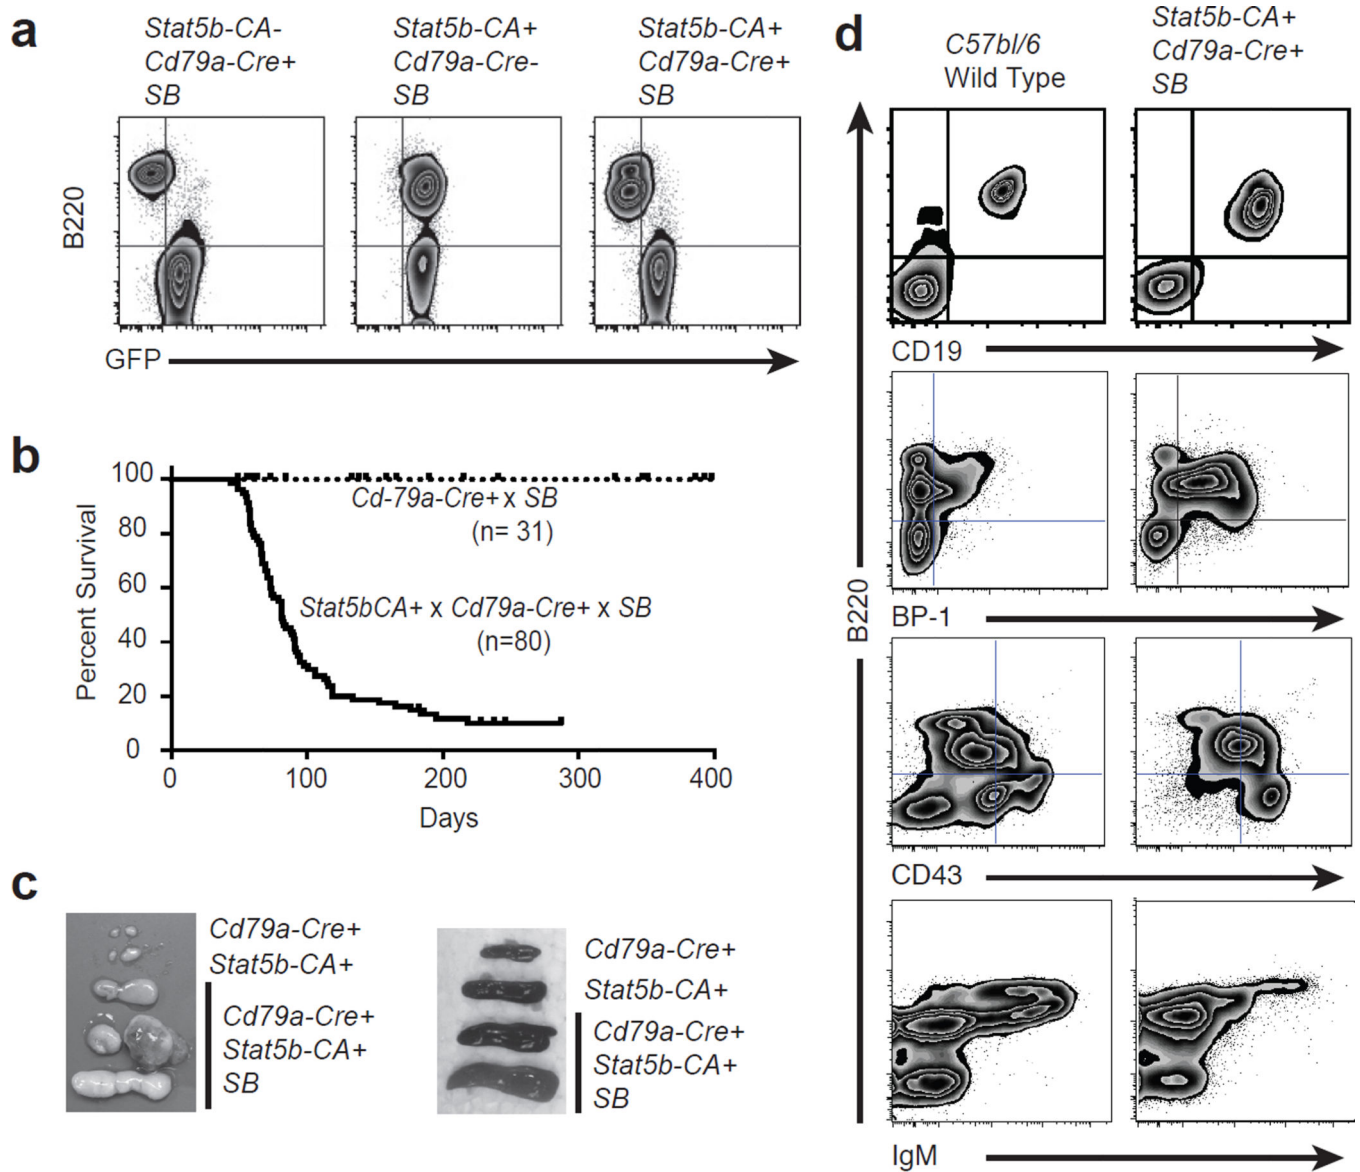 a
Stat5b-CA-
Cd79a-Cre+
SB
Stat5b-CA+
Cd79a-Cre-
SB
Stat5b-CA+
Cd79a-Cre+
SB
B220
GFP
b
100
80
60
40
20
0
Percent Survival
Cd-79a-Cre+ x SB
(n= 31)
Stat5bCA+ x Cd79a-Cre+ x SB
(n=80)
0 100 200 300 400
Days
c
Cd79a-Cre+
Stat5b-CA+
Cd79a-Cre+
Stat5b-CA+
SB
Cd79a-Cre+
Stat5b-CA+
Cd79a-Cre+
Stat5b-CA+
SB
d
C57bl/6
Wild Type
Stat5b-CA+
Cd79a-Cre+
SB
B220
CD19
BP-1
CD43
IgM